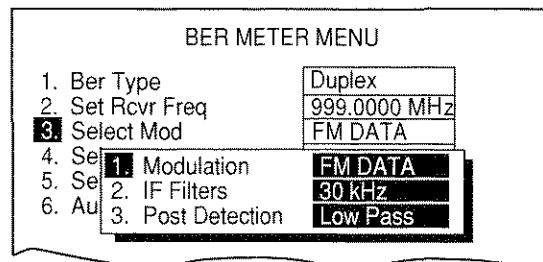 BER METER MENU
1. Ber Type Duplex
2. Set Rcvr Freq 999.0000 MHz
3. Select Mod FM DATA
4. Se
5. Se
6. Au
1. Modulation FM DATA
2. IF Filters 30 kHz
3. Post Detection Low Pass